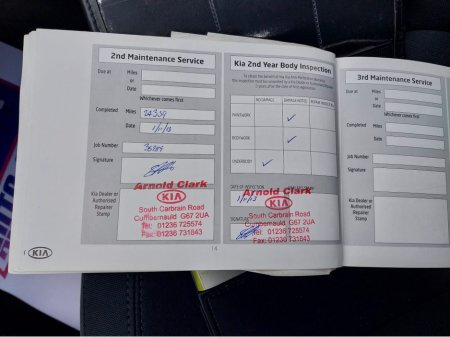 2nd Maintenance Service
Due at
Miles
or
Date
Whichever comes first
Completed
Miles
Date
1/11/13
Job Number
Signature
Kia Dealer or
Authorised
Repairer
Stamp
Arnold Clark
KIA
South Carbrain Road
Cumbernauld G67 2UA
Tel: 01236 725574
Fax: 01236 731843
KIA
14
Kia 2nd Year Body Inspection
NO DAMAGE
DAMAGE NOTED
PAINTWORK
BODYWORK
UNDERBODY
DATE OF INSPECTION
1/11/13
SIGNATURE
Arnold Clark
KIA
South Carbrain Road
Cumbernauld G67 2UA
Tel: 01236 725574
Fax: 01236 731843
3rd Maintenance Service
Due at
Miles
or
Date
Whichever comes first
Completed
Miles
Date
Job Number
Signature
Kia Dealer or
Authorised
Repairer
Stamp